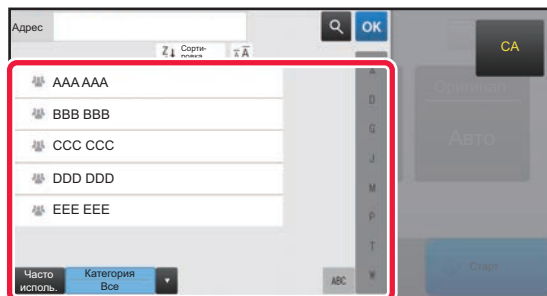 Адрес
OK
CA
Сорти-
ровка
Z↓
A Ā
AAA AAA
BBB BBB
CCC CCC
DDD DDD
EEE EEE
A
D
G
J
M
P
T
W
Оригинал
Авто
Часто
исполь.
Категория
Все
ABC
Старт